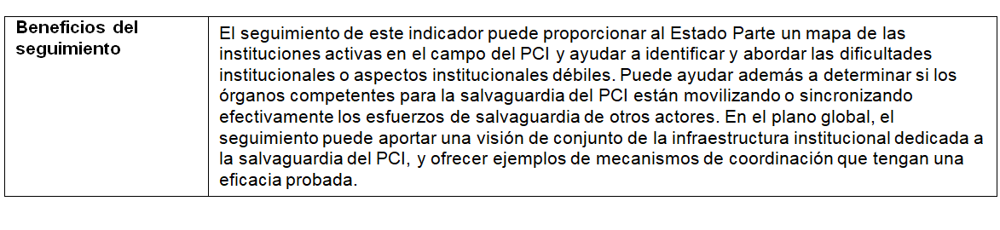 Beneficios del
seguimiento
El seguimiento de este indicador puede proporcionar al Estado Parte un mapa de las
instituciones activas en el campo del PCI y ayudar a identificar y abordar las dificultades
institucionales o aspectos institucionales débiles. Puede ayudar además a determinar si los
órganos competentes para la salvaguardia del PCI están movilizando o sincronizando
efectivamente los esfuerzos de salvaguardia de otros actores. En el plano global, el
seguimiento puede aportar una visión de conjunto de la infraestructura institucional dedicada a
la salvaguardia del PCI, y ofrecer ejemplos de mecanismos de coordinación que tengan una
eficacia probada.